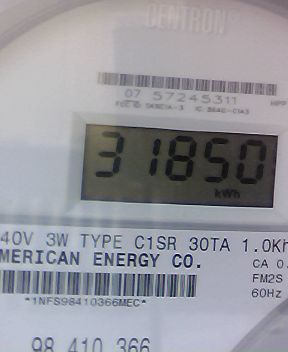 CENTRON®
07 57245311
31850
kWh
40V 3W TYPE C1SR 30TA 1.0Kh
MERICAN ENERGY CO. CA 0.
FM2S
60Hz
*1NFS98410366MEC*
98 410 366